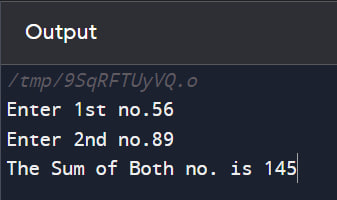 Output
/tmp/9SqRFTUyVQ.o
Enter 1st no.56
Enter 2nd no.89
The Sum of Both no. is 145